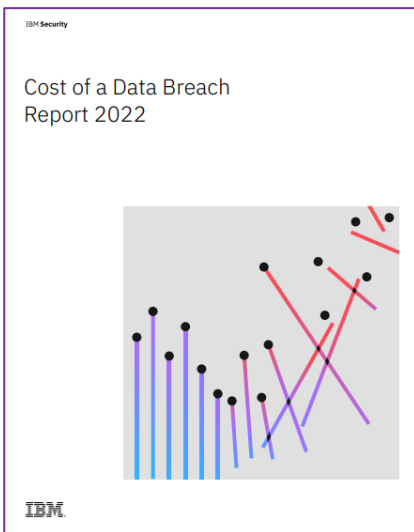 IBM Security
Cost of a Data Breach
Report 2022
IBM